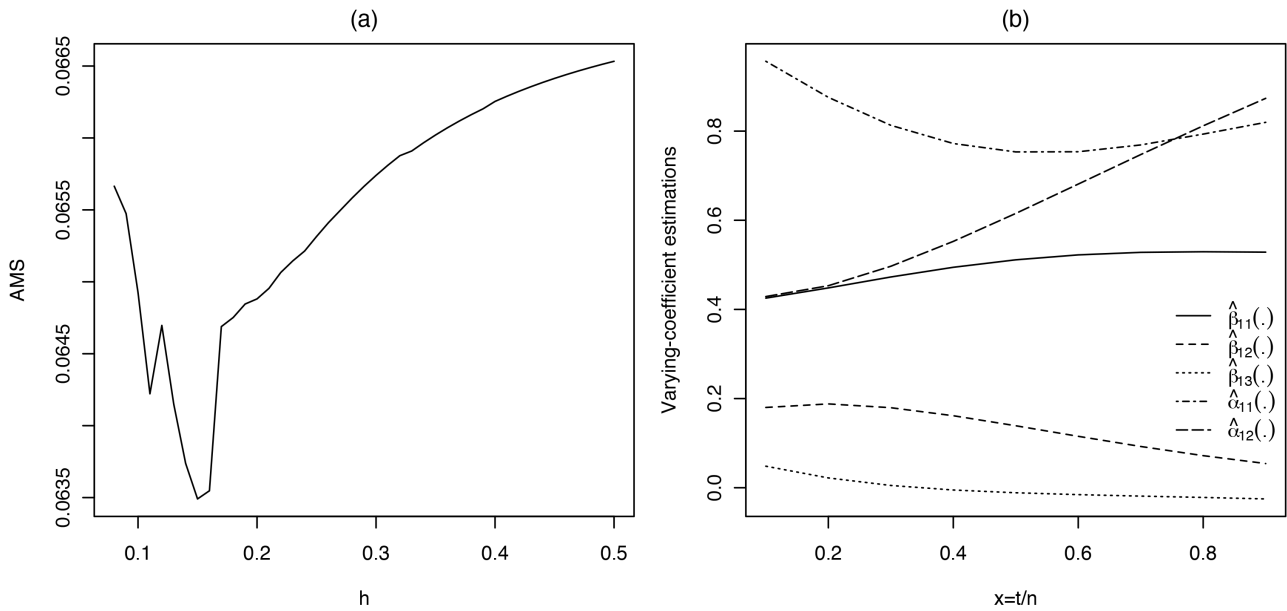 (a)
AMS
0.0635
0.0645
0.0655
0.0665
0.1
0.2
0.3
0.4
0.5
h
(b)
Varying-coefficient estimations
0.0
0.2
0.4
0.6
0.8
0.2
0.4
0.6
0.8
x=t/n
β̂₁₁(.)
β̂₁₂(.)
β̂₁₃(.)
α̂₁₁(.)
α̂₁₂(.)